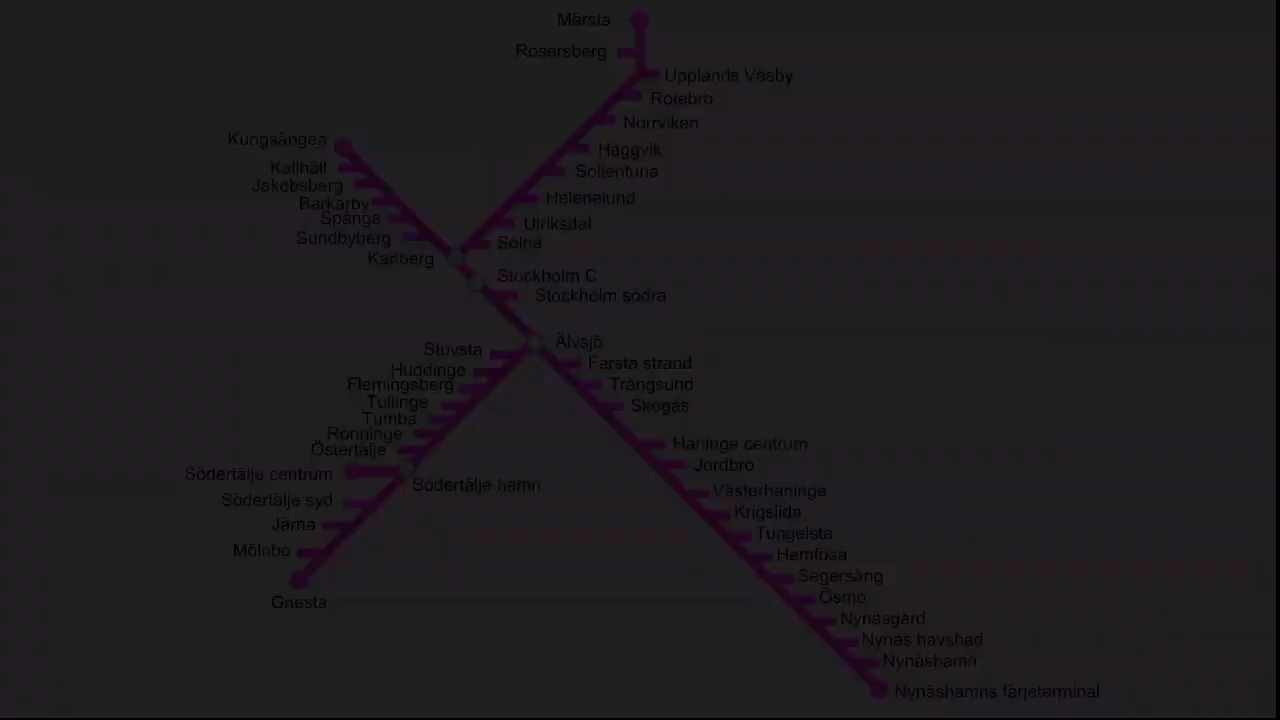 Märsta
Rosersberg
Upplands Väsby
Rotebro
Norrviken
Häggvik
Sollentuna
Helenelund
Ulriksdal
Solna
Kungsängen
Kallhäll
Jakobsberg
Barkarby
Spånga
Sundbyberg
Karlberg
Stockholm C
Stockholm södra
Älvsjö
Stuvsta
Huddinge
Flemingsberg
Tullinge
Tumba
Rönninge
Östertälje
Södertälje centrum
Södertälje hamn
Södertälje syd
Järna
Mölnbo
Gnesta
Farsta strand
Trångsund
Skogås
Haninge centrum
Jordbro
Västerhaninge
Krigslida
Tungelsta
Hemfosa
Segersäng
Ösmo
Nynäsgård
Nynäs havsbad
Nynäshamn
Nynäshamns färjeterminal